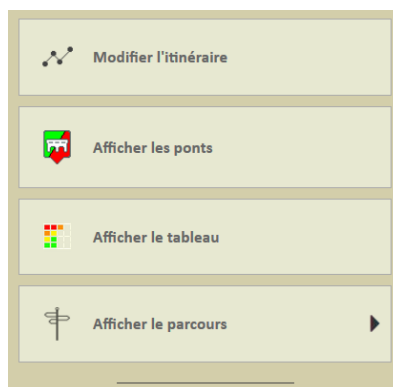 Modifier l'itinéraire
Afficher les ponts
Afficher le tableau
Afficher le parcours